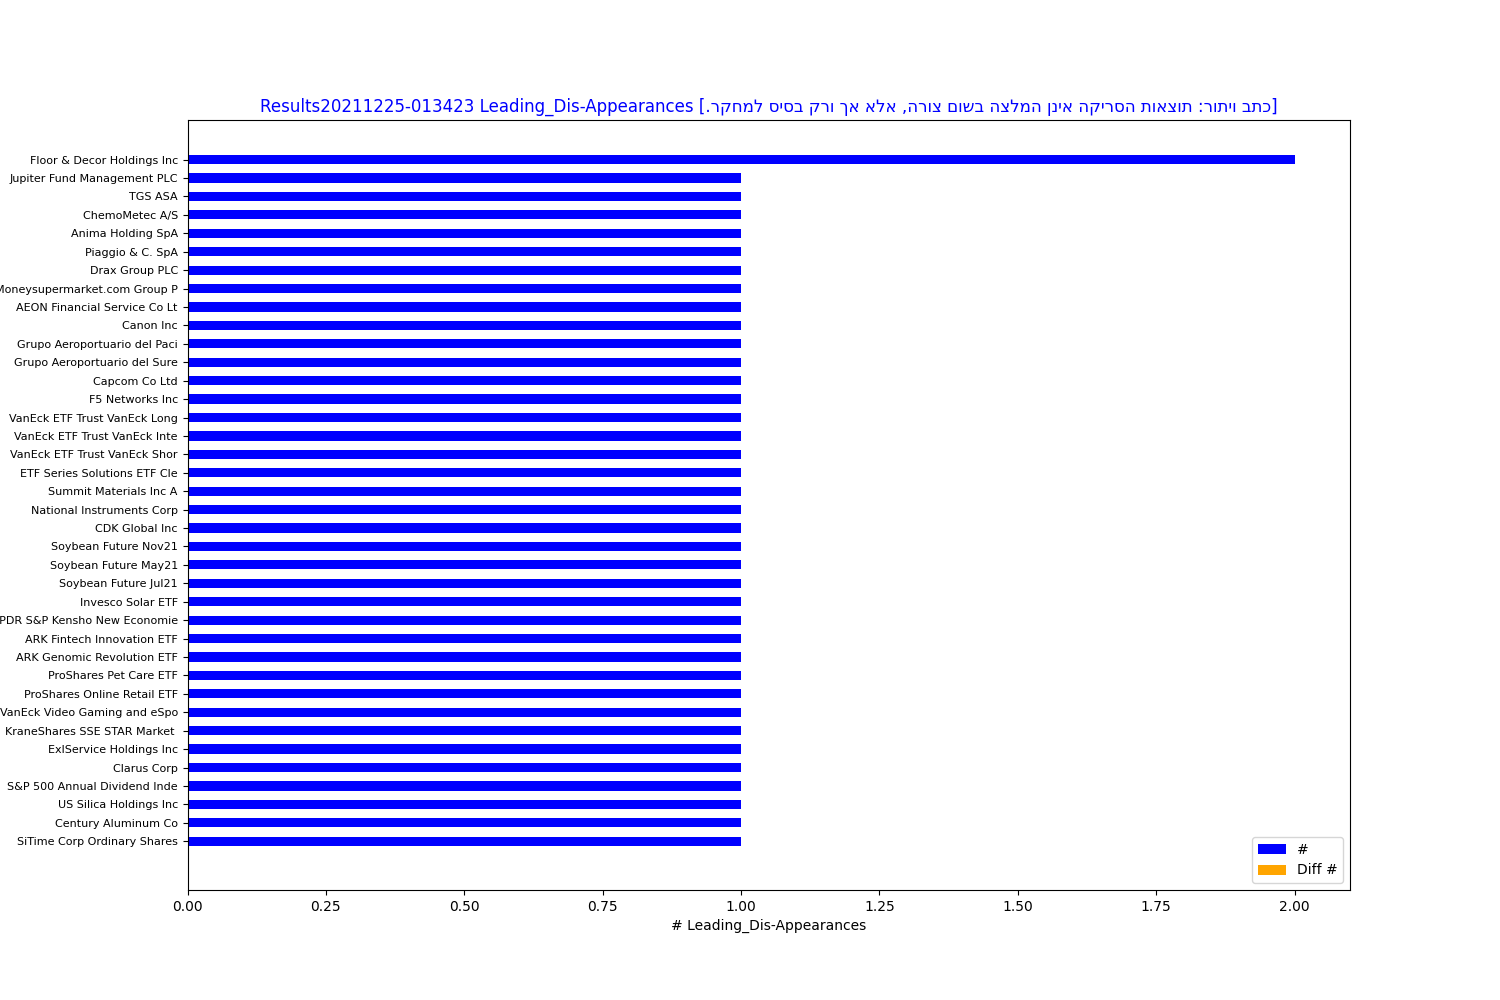 Results20211225-013423 Leading_Dis-Appearances [כתב ויתור: תוצאות הסריקה אינן המלצה בשום צורה, אלא אך ורק בסיס למחקר.]
Floor & Decor Holdings Inc
Jupiter Fund Management PLC
TGS ASA
ChemoMetec A/S
Anima Holding SpA
Piaggio & C. SpA
Drax Group PLC
Moneysupermarket.com Group P
AEON Financial Service Co Lt
Canon Inc
Grupo Aeroportuario del Paci
Grupo Aeroportuario del Sure
Capcom Co Ltd
F5 Networks Inc
VanEck ETF Trust VanEck Long
VanEck ETF Trust VanEck Inte
VanEck ETF Trust VanEck Shor
ETF Series Solutions ETF Cle
Summit Materials Inc A
National Instruments Corp
CDK Global Inc
Soybean Future Nov21
Soybean Future May21
Soybean Future Jul21
Invesco Solar ETF
PDR S&P Kensho New Economie
ARK Fintech Innovation ETF
ARK Genomic Revolution ETF
ProShares Pet Care ETF
ProShares Online Retail ETF
VanEck Video Gaming and eSpo
KraneShares SSE STAR Market
ExlService Holdings Inc
Clarus Corp
S&P 500 Annual Dividend Inde
US Silica Holdings Inc
Century Aluminum Co
SiTime Corp Ordinary Shares
#
Diff #
0.00 0.25 0.50 0.75 1.00 1.25 1.50 1.75 2.00
# Leading_Dis-Appearances